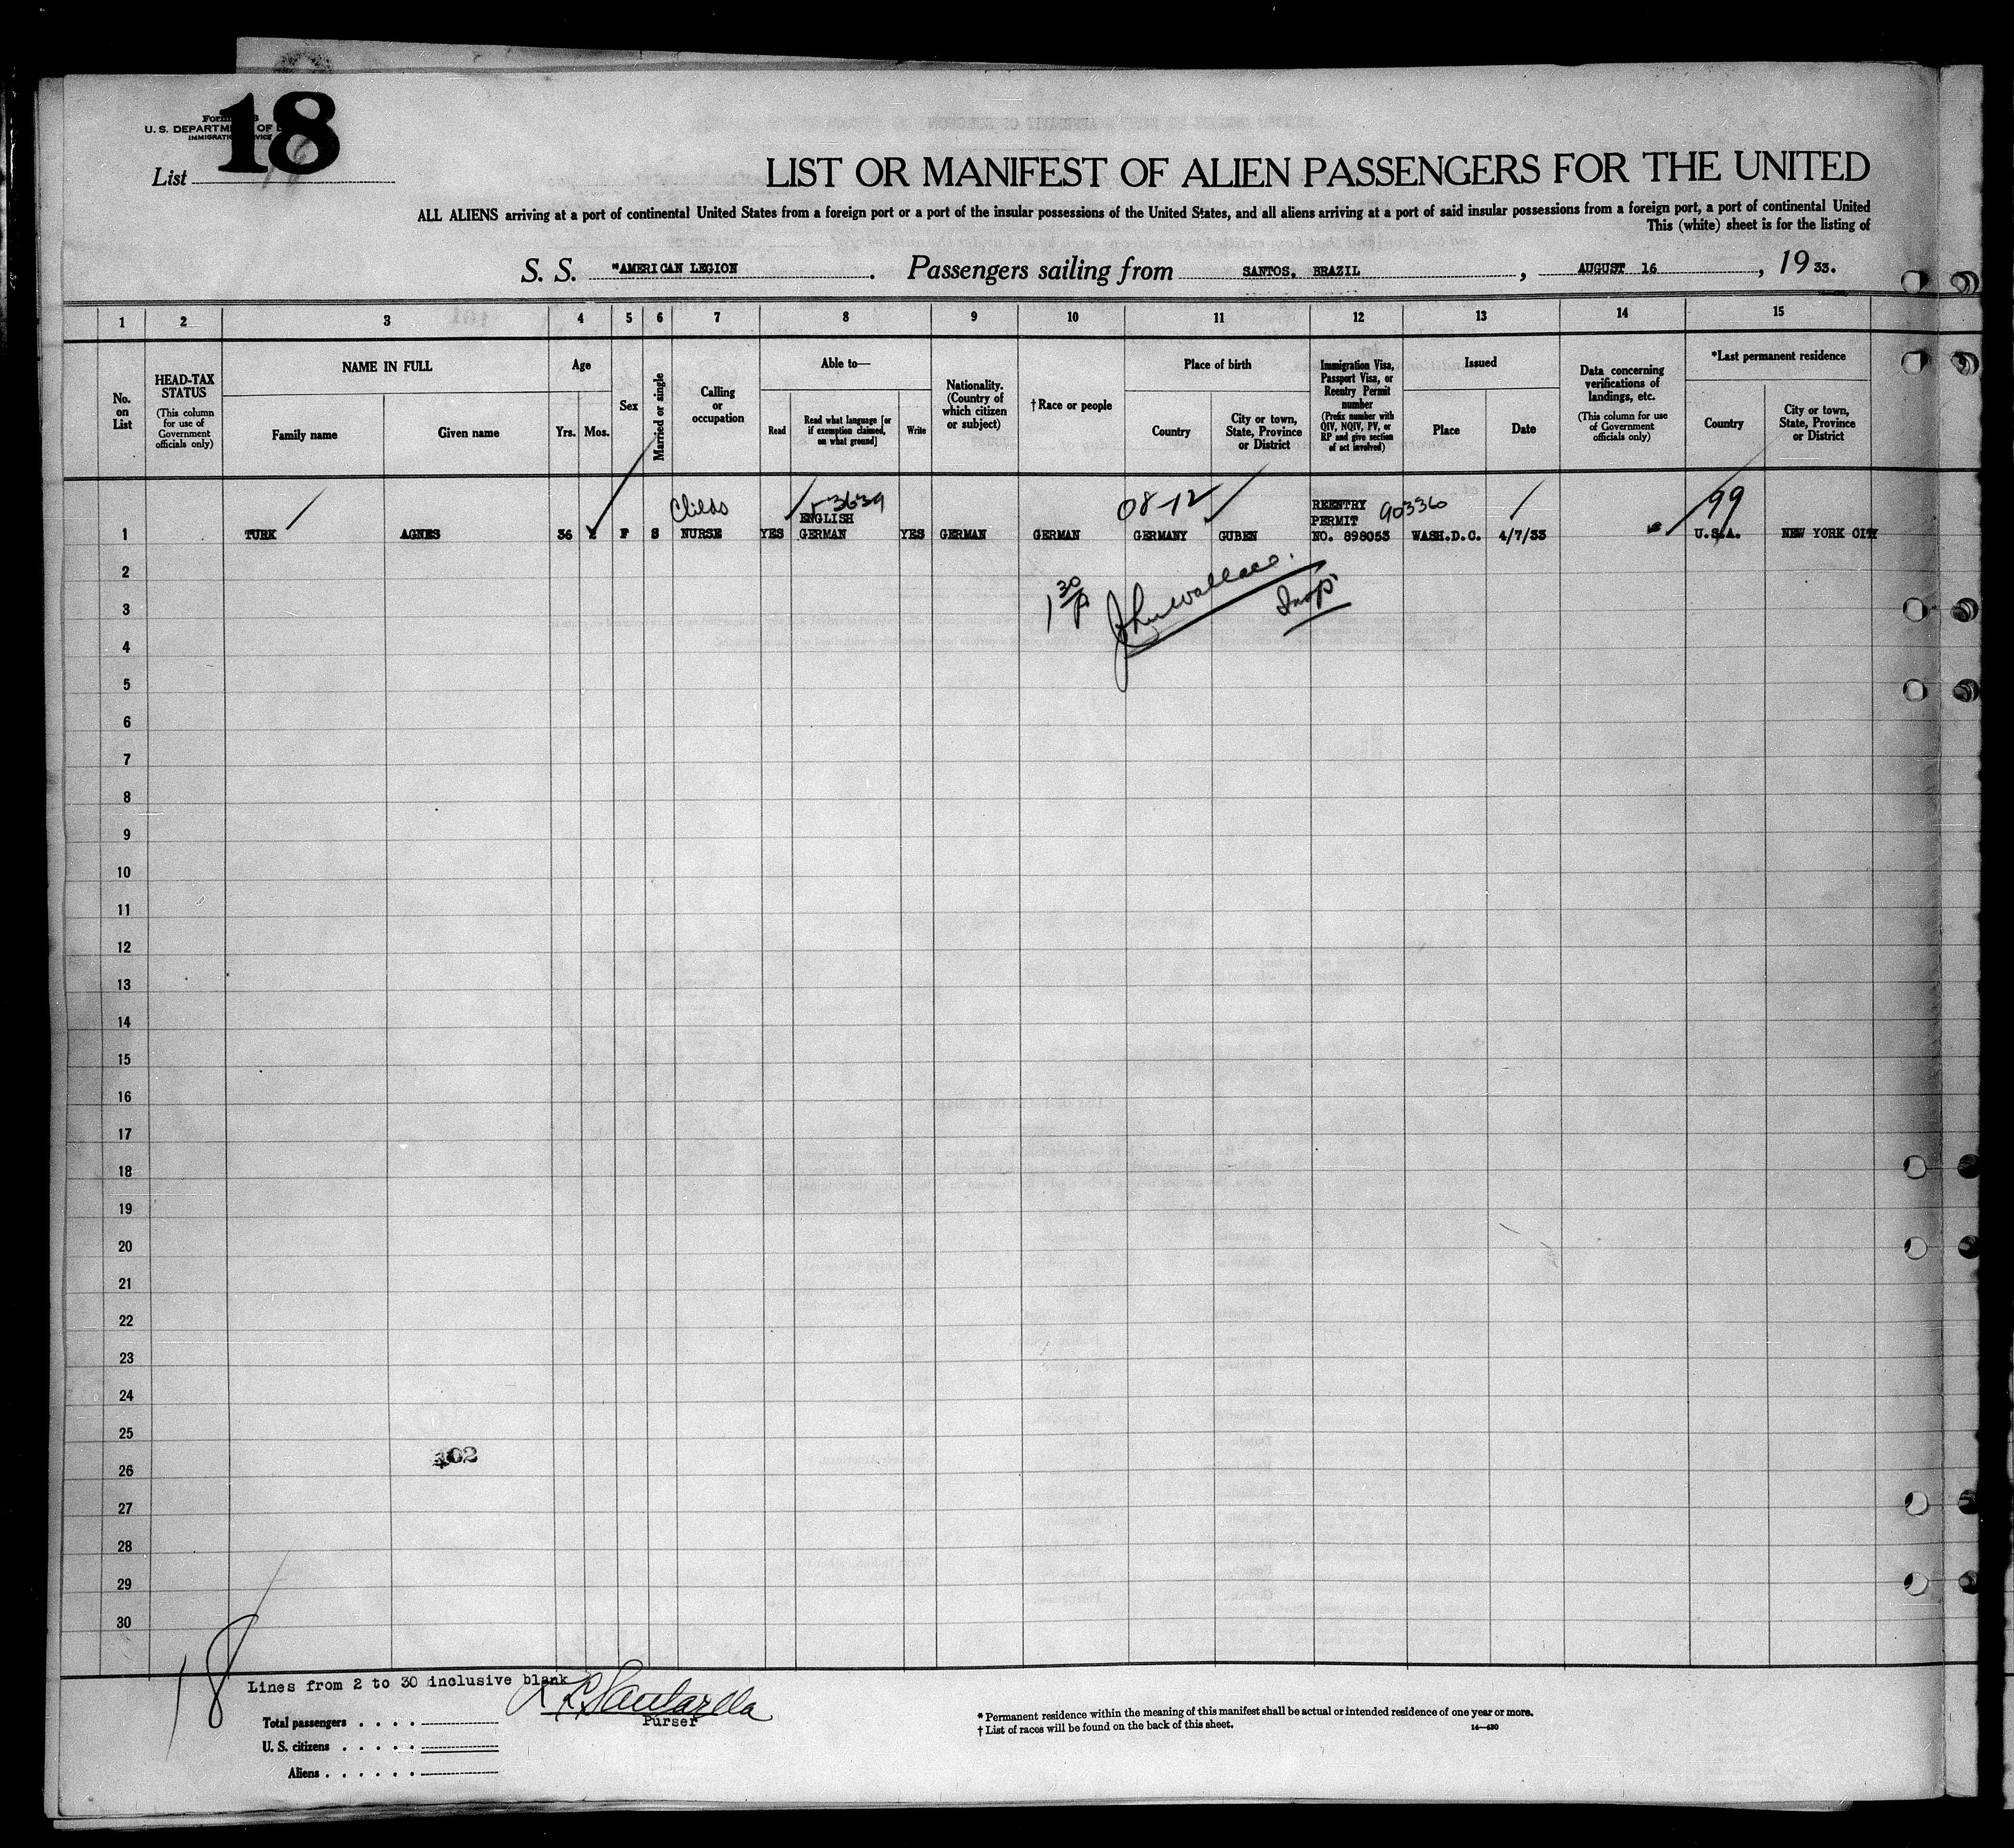 18
U. S. DEPARTMENT OF
List
LIST OR MANIFEST OF ALIEN PASSENGERS FOR THE UNITED
ALL ALIENS arriving at a port of continental United States from a foreign port or a port of the insular possessions of the United States, and all aliens arriving at a port of said insular possessions from a foreign port, a port of continental United
This (white) sheet is for the listing of
S. S. "AMERICAN LEGION . Passengers sailing from SANTOS, BRAZIL , AUGUST 16 , 19 33.
1 2 3 4 5 6 7 8 9 10 11 12 13 14 15
No. on List
HEAD-TAX STATUS (This column for use of Government officials only)
NAME IN FULL
Family name
Given name
Age
Yrs. Mos.
Sex
Married or single
Calling or occupation
Able to—
Read
Read what language [or if exemption claimed, on what ground]
Write
Nationality. (Country of which citizen or subject)
†Race or people
Place of birth
Country
City or town, State, Province or District
Immigration Visa, Passport Visa, or Reentry Permit number (Prefix number with QIV, NQIV, PV, or RP and give section of act involved)
Issued
Place
Date
Data concerning verifications of landings, etc. (This column for use of Government officials only)
*Last permanent residence
Country
City or town, State, Province or District
Childs 53639 08-12 REENTRY 903360 99
ENGLISH PERMIT
1 TURK AGNES 36 F S NURSE YES GERMAN YES GERMAN GERMAN GERMANY GUBEN NO. 898053 WASH.D.C. 4/7/33 U.S.A. NEW YORK CITY
2
1 30 P John Wallace. Insp.
3
4
5
6
7
8
9
10
11
12
13
14
15
16
17
18
19
20
21
22
23
24
25
302
26
27
28
29
30
18
Lines from 2 to 30 inclusive blank
Santarella
Purser
Total passengers . . . .
U. S. citizens . . . . .
Aliens . . . . . .
* Permanent residence within the meaning of this manifest shall be actual or intended residence of one year or more.
† List of races will be found on the back of this sheet.
14—430